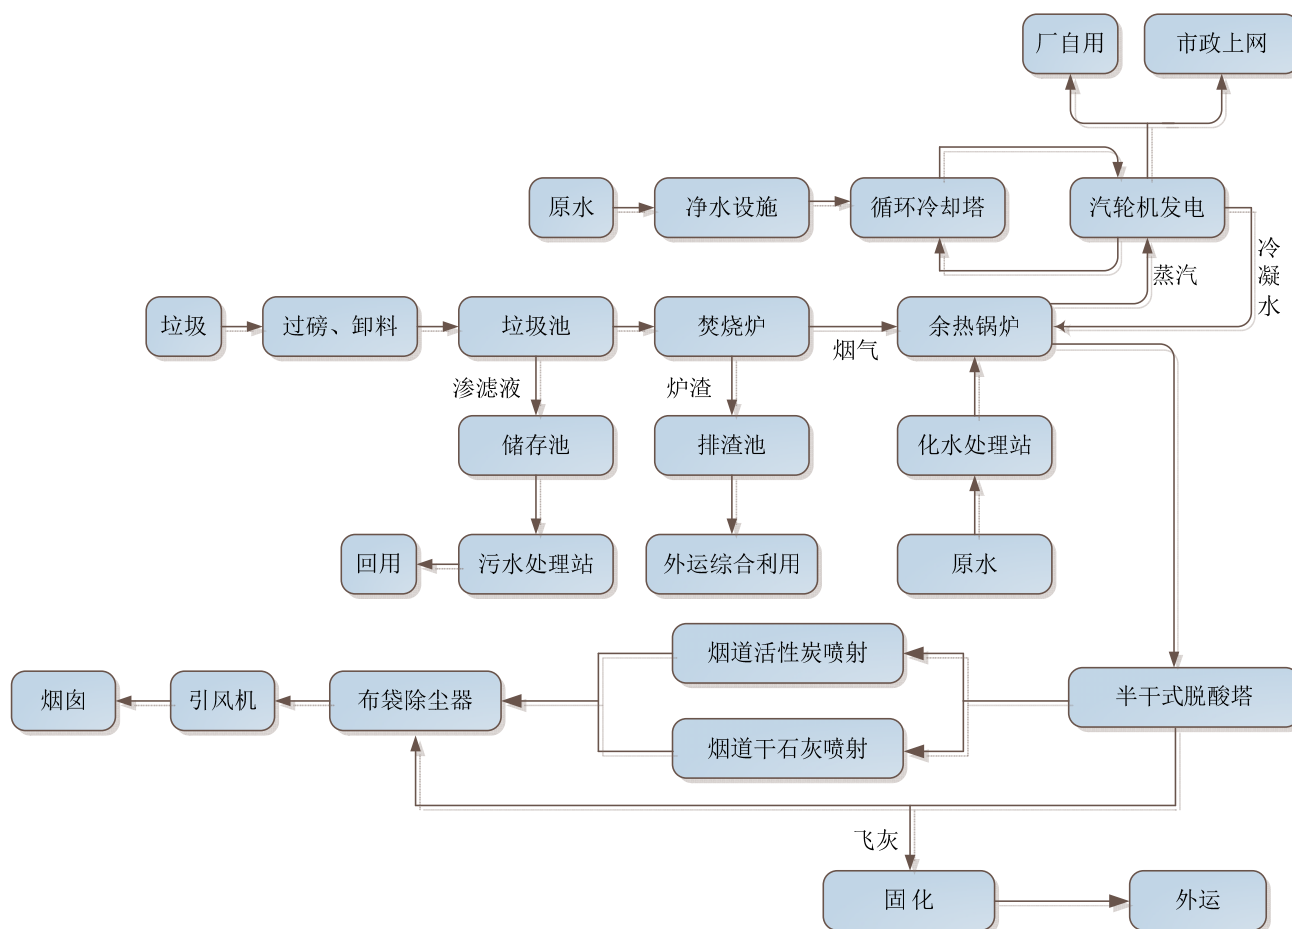 厂自用
市政上网
原水
净水设施
循环冷却塔
汽轮机发电
冷凝水
蒸汽
垃圾
过磅、卸料
垃圾池
焚烧炉
烟气
余热锅炉
渗滤液
炉渣
储存池
排渣池
化水处理站
回用
污水处理站
外运综合利用
原水
烟道活性炭喷射
烟囱
引风机
布袋除尘器
半干式脱酸塔
烟道干石灰喷射
飞灰
固化
外运